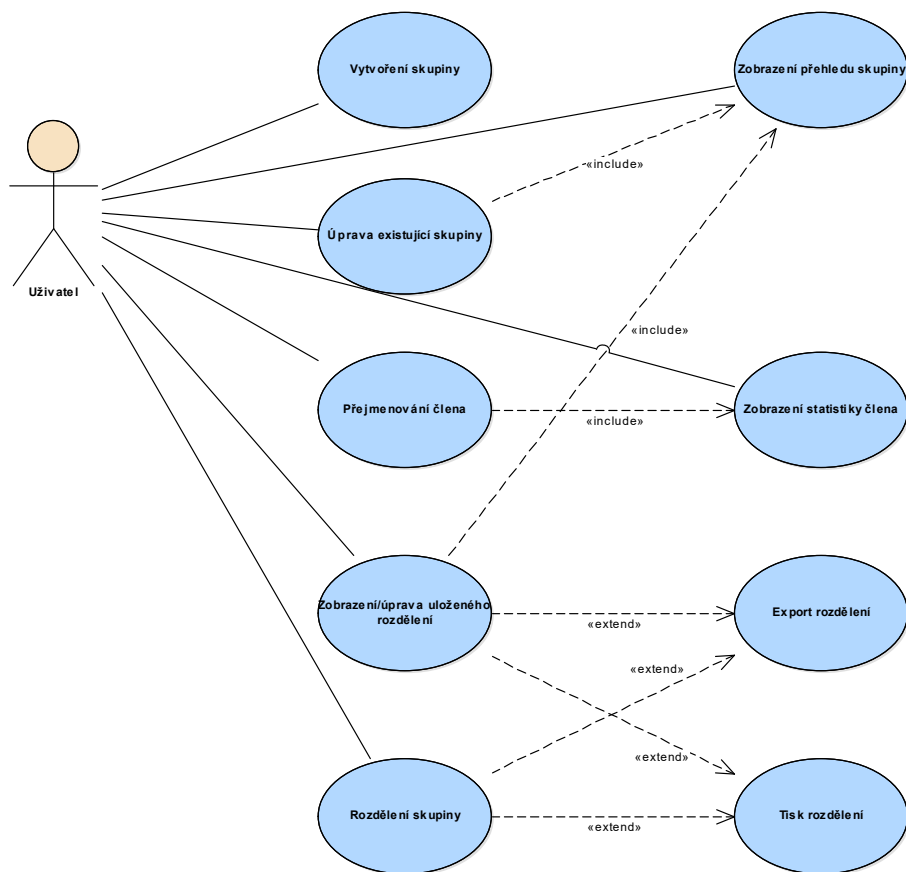 Vytvoření skupiny
Zobrazení přehledu skupiny
«include»
Úprava existující skupiny
Uživatel
«include»
Přejmenování člena
«include»
Zobrazení statistiky člena
Zobrazení/úprava uloženého
rozdělení
«extend»
Export rozdělení
«extend»
«extend»
Rozdělení skupiny
«extend»
Tisk rozdělení